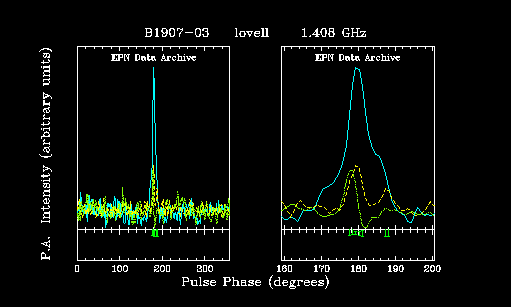 B1907-03 lovell 1.408 GHz
EPN Data Archive EPN Data Archive
P.A. Intensity (arbitrary units)
0 100 200 300 160 170 180 190 200
Pulse Phase (degrees)